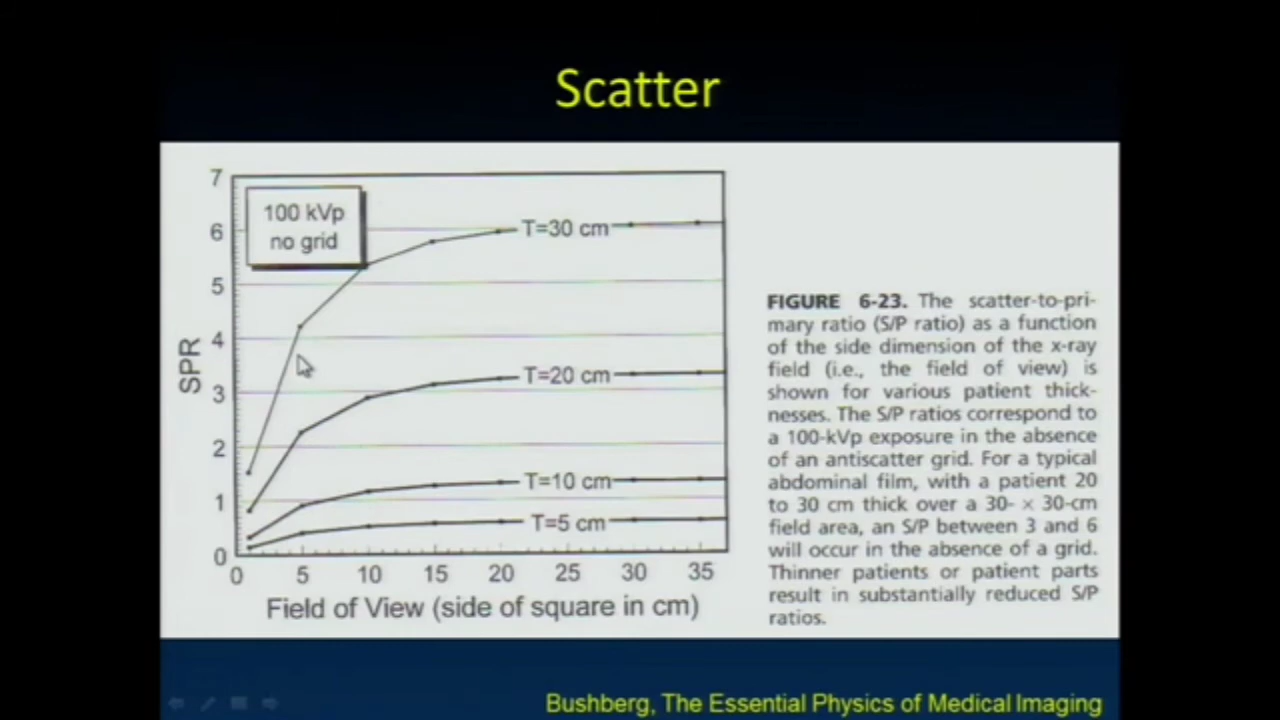 Scatter
7
6
5
4
3
2
1
0
SPR
100 kVp
no grid
T=30 cm
T=20 cm
T=10 cm
T=5 cm
0 5 10 15 20 25 30 35
Field of View (side of square in cm)
FIGURE 6-23. The scatter-to-pri-
mary ratio (S/P ratio) as a function
of the side dimension of the x-ray
field (i.e., the field of view) is
shown for various patient thick-
nesses. The S/P ratios correspond to
a 100-kVp exposure in the absence
of an antiscatter grid. For a typical
abdominal film, with a patient 20
to 30 cm thick over a 30- × 30-cm
field area, an S/P between 3 and 6
will occur in the absence of a grid.
Thinner patients or patient parts
result in substantially reduced S/P
ratios.
Bushberg, The Essential Physics of Medical Imaging